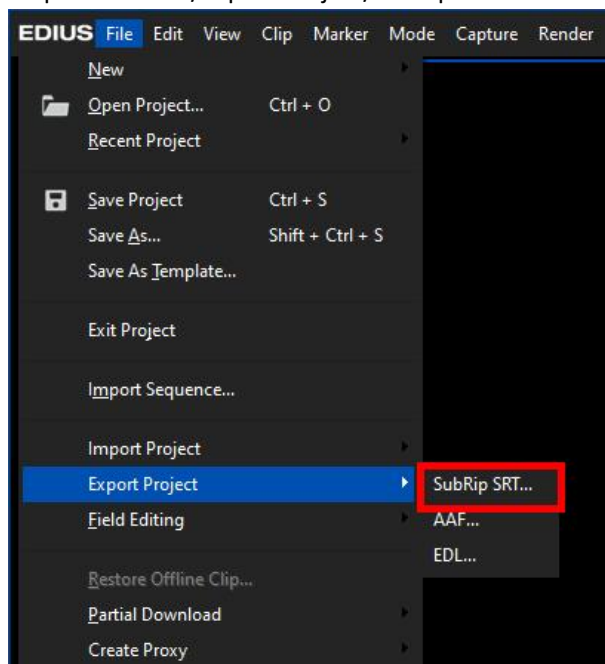 EDIUS File Edit View Clip Marker Mode Capture Render
New
Open Project... Ctrl + O
Recent Project
Save Project Ctrl + S
Save As... Shift + Ctrl + S
Save As Template...
Exit Project
Import Sequence...
Import Project
Export Project SubRip SRT...
Field Editing AAF...
EDL...
Restore Offline Clip...
Partial Download
Create Proxy